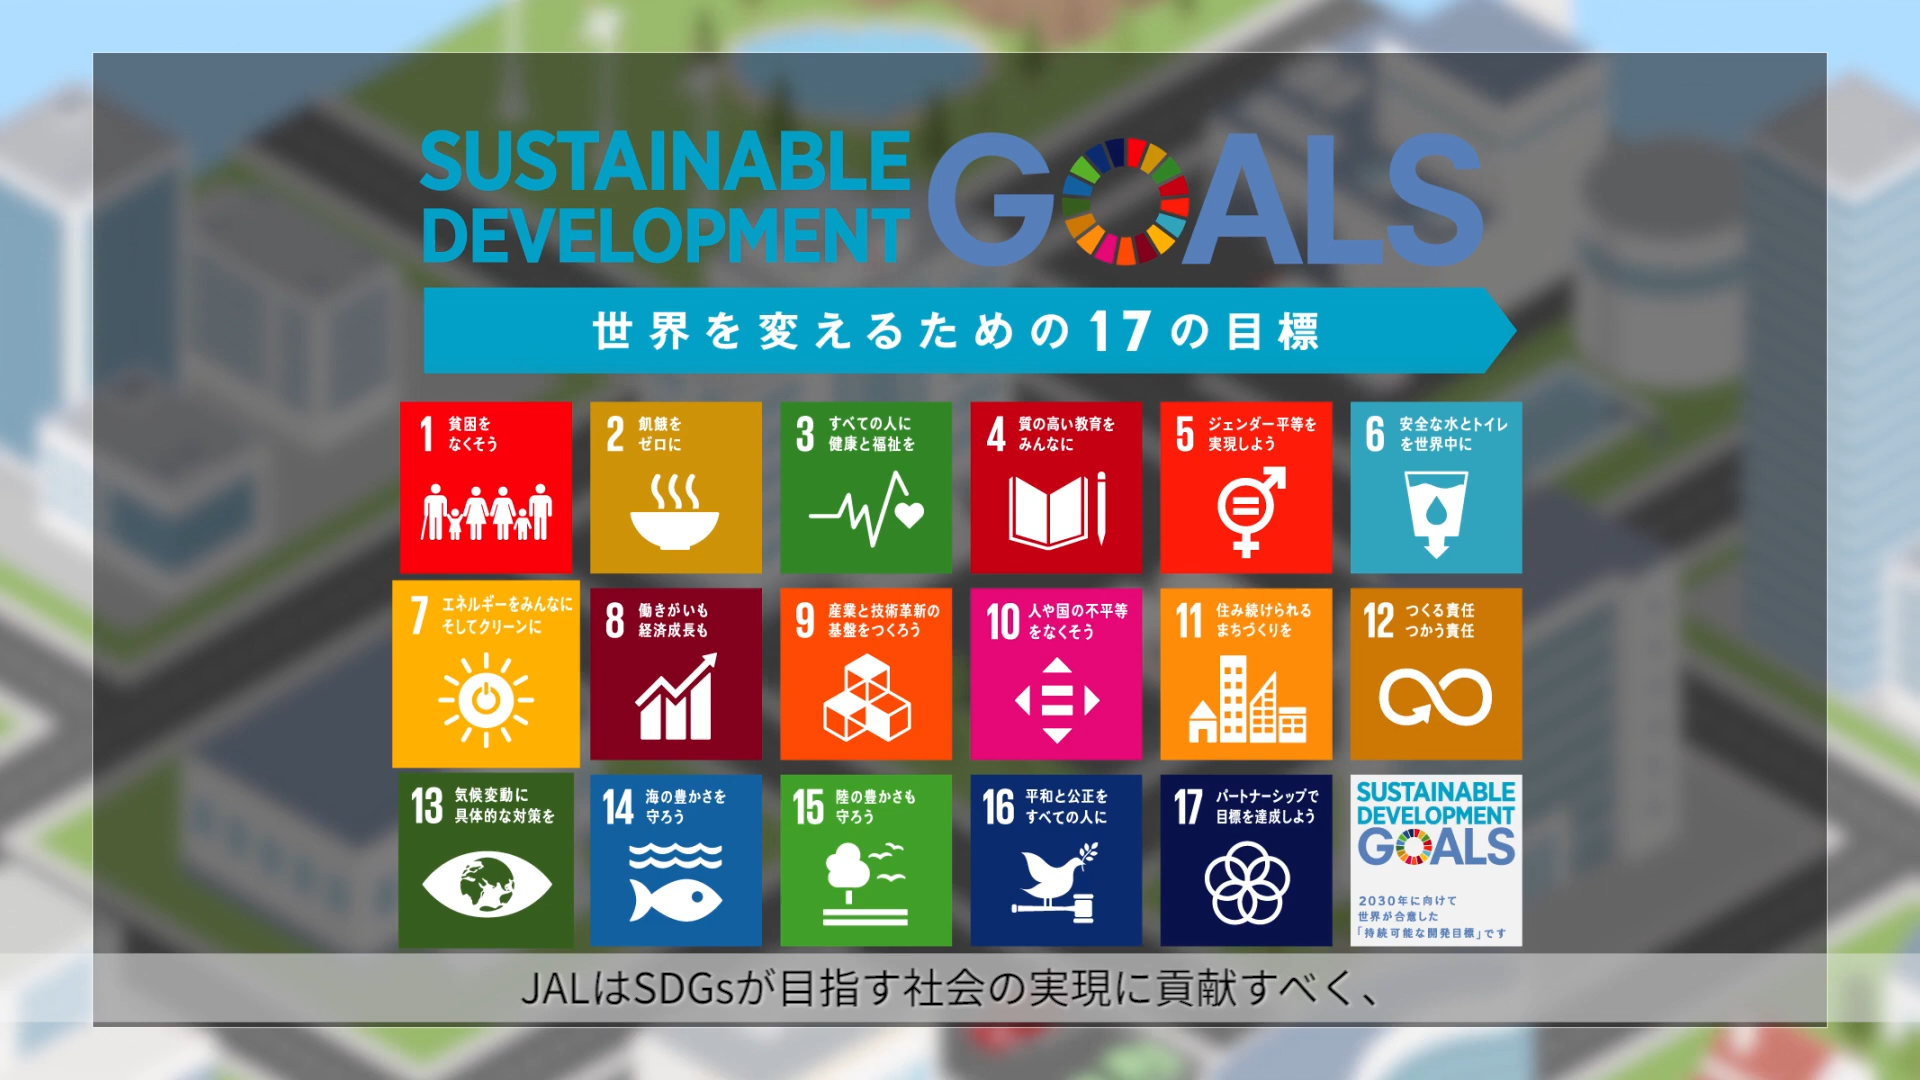 SUSTAINABLE
DEVELOPMENT
GOALS
世界を変えるための17の目標
1 貧困を
なくそう
2 飢餓を
ゼロに
3 すべての人に
健康と福祉を
4 質の高い教育を
みんなに
5 ジェンダー平等を
実現しよう
6 安全な水とトイレ
を世界中に
7 エネルギーをみんなに
そしてクリーンに
8 働きがいも
経済成長も
9 産業と技術革新の
基盤をつくろう
10 人や国の不平等
をなくそう
11 住み続けられる
まちづくりを
12 つくる責任
つかう責任
13 気候変動に
具体的な対策を
14 海の豊かさを
守ろう
15 陸の豊かさも
守ろう
16 平和と公正を
すべての人に
17 パートナーシップで
目標を達成しよう
SUSTAINABLE
DEVELOPMENT
GOALS
2030年に向けて
世界が合意した
「持続可能な開発目標」です
JALはSDGsが目指す社会の実現に貢献すべく、